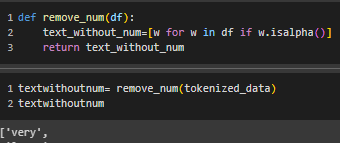 1 def remove_num(df):
2     text_without_num=[w for w in df if w.isalpha()]
3     return text_without_num
1 textwithoutnum= remove_num(tokenized_data)
2 textwithoutnum
['very',